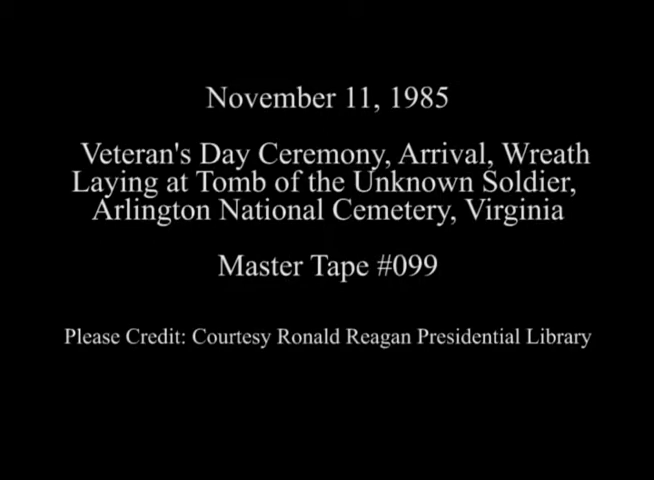 November 11, 1985
Veteran's Day Ceremony, Arrival, Wreath
Laying at Tomb of the Unknown Soldier,
Arlington National Cemetery, Virginia
Master Tape #099
Please Credit: Courtesy Ronald Reagan Presidential Library